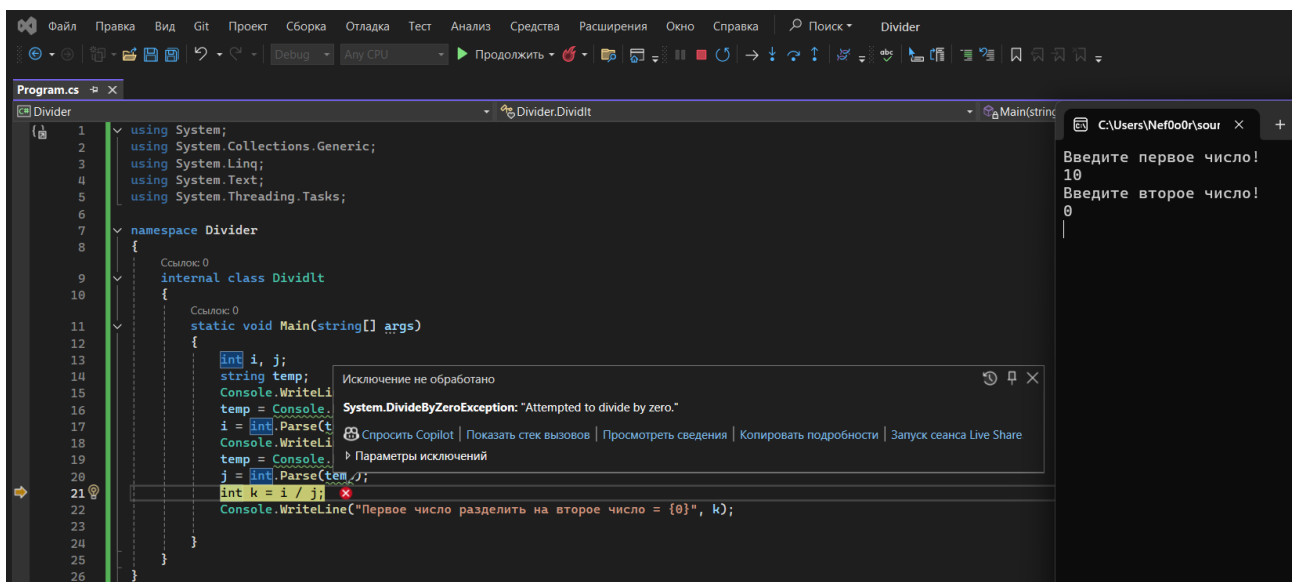 Файл Правка Вид Git Проект Сборка Отладка Тест Анализ Средства Расширения Окно Справка Поиск Divider
Debug Any CPU Продолжить
Program.cs
Divider Divider.Dividlt Main(string
1 using System;
2 using System.Collections.Generic;
3 using System.Linq;
4 using System.Text;
5 using System.Threading.Tasks;
6
7 namespace Divider
8 {
Ссылок: 0
9 internal class Dividlt
10 {
Ссылок: 0
11 static void Main(string[] args)
12 {
13 int i, j;
14 string temp;
15 Console.WriteLi
16 temp = Console.
17 i = int.Parse(t
18 Console.WriteLi
19 temp = Console.
20 j = int.Parse(temp);
21 int k = i / j;
22 Console.WriteLine("Первое число разделить на второе число = {0}", k);
23
24 }
25 }
26 }
Исключение не обработано
System.DivideByZeroException: "Attempted to divide by zero."
Спросить Copilot | Показать стек вызовов | Просмотреть сведения | Копировать подробности | Запуск сеанса Live Share
Параметры исключений
C:\Users\Nef0o0r\sour
Введите первое число!
10
Введите второе число!
0